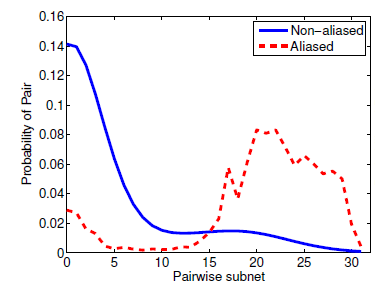 0.16
0.14
0.12
0.1
0.08
0.06
0.04
0.02
0
Probability of Pair
Non-aliased
Aliased
0 5 10 15 20 25 30
Pairwise subnet